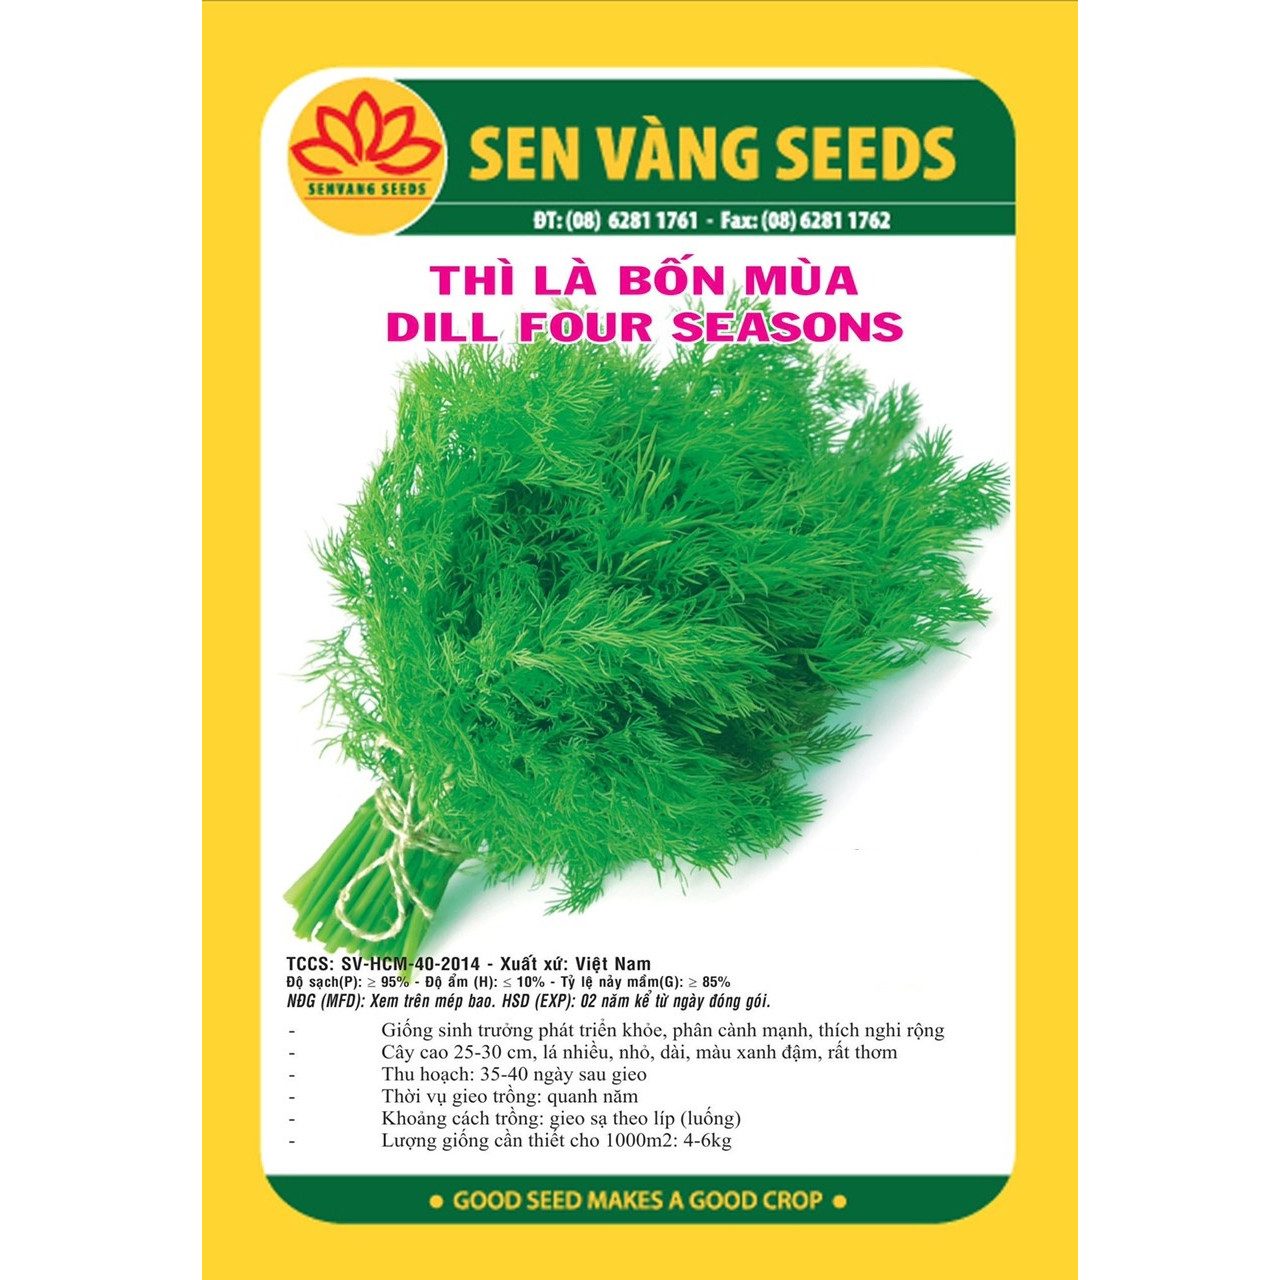 SENVANG SEEDS
SEN VÀNG SEEDS
ĐT: (08) 6281 1761 - Fax: (08) 6281 1762
THÌ LÀ BỐN MÙA
DILL FOUR SEASONS
TCCS: SV-HCM-40-2014 - Xuất xứ: Việt Nam
Độ sạch(P): ≥ 95% - Độ ẩm (H): ≤ 10% - Tỷ lệ nảy mầm(G): ≥ 85%
NĐG (MFD): Xem trên mép bao. HSD (EXP): 02 năm kể từ ngày đóng gói.
- Giống sinh trưởng phát triển khỏe, phân cành mạnh, thích nghi rộng
- Cây cao 25-30 cm, lá nhiều, nhỏ, dài, màu xanh đậm, rất thơm
- Thu hoạch: 35-40 ngày sau gieo
- Thời vụ gieo trồng: quanh năm
- Khoảng cách trồng: gieo sạ theo líp (luống)
- Lượng giống cần thiết cho 1000m2: 4-6kg
• GOOD SEED MAKES A GOOD CROP •